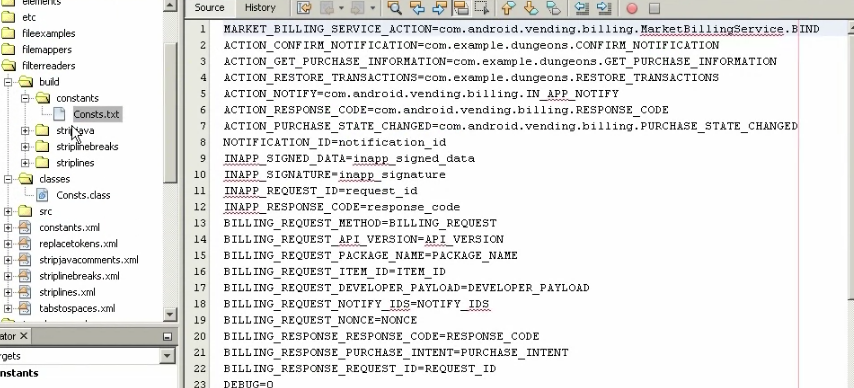 elements
etc
fileexamples
filemappers
filterreaders
build
constants
Consts.txt
stripjava
striplinebreaks
striplines
classes
Consts.class
src
constants.xml
replacetokens.xml
stripjavacomments.xml
striplinebreaks.xml
striplines.xml
tabstospaces.xml
ator
rgets
nstants
Source History
1 MARKET_BILLING_SERVICE_ACTION=com.android.vending.billing.MarketBillingService.BIND
2 ACTION_CONFIRM_NOTIFICATION=com.example.dungeons.CONFIRM_NOTIFICATION
3 ACTION_GET_PURCHASE_INFORMATION=com.example.dungeons.GET_PURCHASE_INFORMATION
4 ACTION_RESTORE_TRANSACTIONS=com.example.dungeons.RESTORE_TRANSACTIONS
5 ACTION_NOTIFY=com.android.vending.billing.IN_APP_NOTIFY
6 ACTION_RESPONSE_CODE=com.android.vending.billing.RESPONSE_CODE
7 ACTION_PURCHASE_STATE_CHANGED=com.android.vending.billing.PURCHASE_STATE_CHANGED
8 NOTIFICATION_ID=notification_id
9 INAPP_SIGNED_DATA=inapp_signed_data
10 INAPP_SIGNATURE=inapp_signature
11 INAPP_REQUEST_ID=request_id
12 INAPP_RESPONSE_CODE=response_code
13 BILLING_REQUEST_METHOD=BILLING_REQUEST
14 BILLING_REQUEST_API_VERSION=API_VERSION
15 BILLING_REQUEST_PACKAGE_NAME=PACKAGE_NAME
16 BILLING_REQUEST_ITEM_ID=ITEM_ID
17 BILLING_REQUEST_DEVELOPER_PAYLOAD=DEVELOPER_PAYLOAD
18 BILLING_REQUEST_NOTIFY_IDS=NOTIFY_IDS
19 BILLING_REQUEST_NONCE=NONCE
20 BILLING_RESPONSE_RESPONSE_CODE=RESPONSE_CODE
21 BILLING_RESPONSE_PURCHASE_INTENT=PURCHASE_INTENT
22 BILLING_RESPONSE_REQUEST_ID=REQUEST_ID
23 DEBUG=0